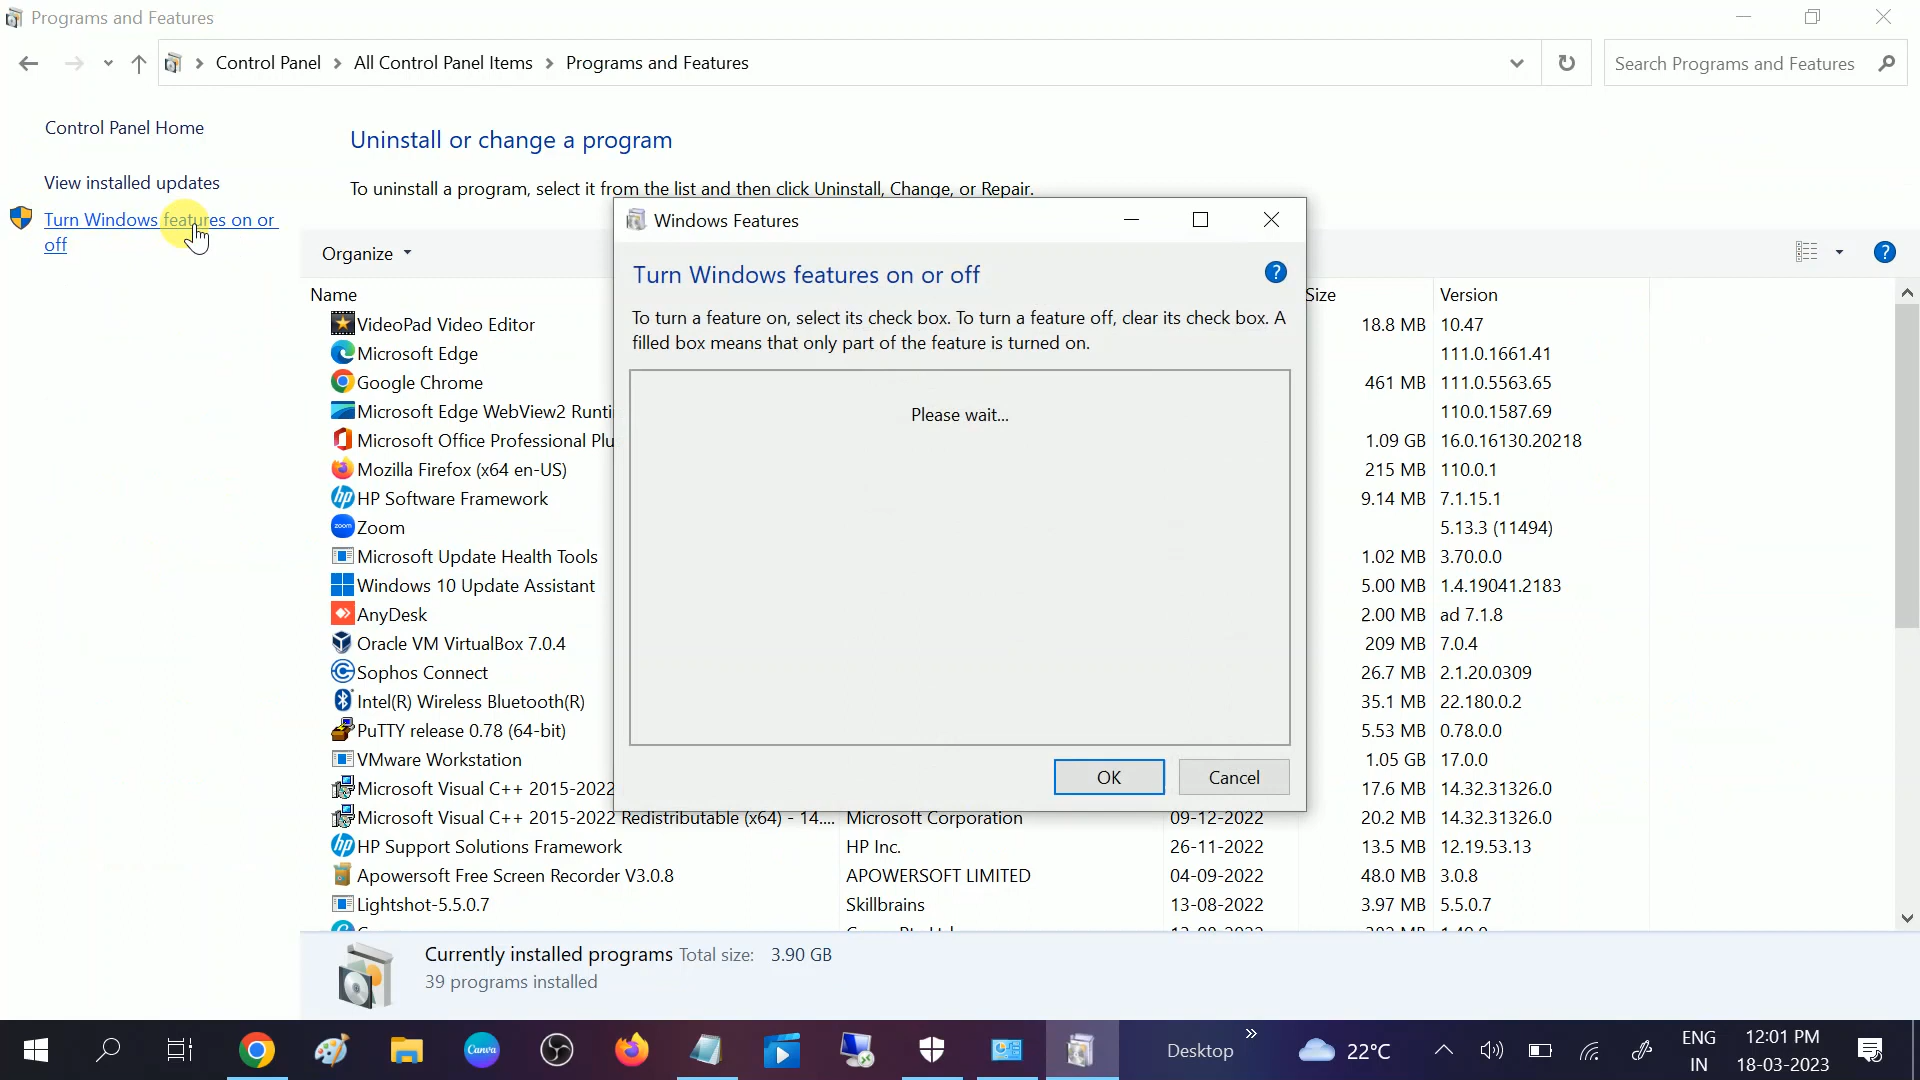 Programs and Features
Control Panel > All Control Panel Items > Programs and Features
Search Programs and Features
Control Panel Home
View installed updates
Turn Windows features on or
off
Uninstall or change a program
To uninstall a program, select it from the list and then click Uninstall, Change, or Repair.
Organize
Windows Features
Turn Windows features on or off
To turn a feature on, select its check box. To turn a feature off, clear its check box. A
filled box means that only part of the feature is turned on.
Please wait...
OK
Cancel
Name Size Version
VideoPad Video Editor 18.8 MB 10.47
Microsoft Edge 111.0.1661.41
Google Chrome 461 MB 111.0.5563.65
Microsoft Edge WebView2 Runti 110.0.1587.69
Microsoft Office Professional Plu 1.09 GB 16.0.16130.20218
Mozilla Firefox (x64 en-US) 215 MB 110.0.1
HP Software Framework 9.14 MB 7.1.15.1
Zoom 5.13.3 (11494)
Microsoft Update Health Tools 1.02 MB 3.70.0.0
Windows 10 Update Assistant 5.00 MB 1.4.19041.2183
AnyDesk 2.00 MB ad 7.1.8
Oracle VM VirtualBox 7.0.4 209 MB 7.0.4
Sophos Connect 26.7 MB 2.1.20.0309
Intel(R) Wireless Bluetooth(R) 35.1 MB 22.180.0.2
PuTTY release 0.78 (64-bit) 5.53 MB 0.78.0.0
VMware Workstation 1.05 GB 17.0.0
Microsoft Visual C++ 2015-2022 17.6 MB 14.32.31326.0
Microsoft Visual C++ 2015-2022 Redistributable (x64) - 14.... Microsoft Corporation 09-12-2022 20.2 MB 14.32.31326.0
HP Support Solutions Framework HP Inc. 26-11-2022 13.5 MB 12.19.53.13
Apowersoft Free Screen Recorder V3.0.8 APOWERSOFT LIMITED 04-09-2022 48.0 MB 3.0.8
Lightshot-5.5.0.7 Skillbrains 13-08-2022 3.97 MB 5.5.0.7
Currently installed programs Total size: 3.90 GB
39 programs installed
Canva
Desktop
22°C
ENG
IN
12:01 PM
18-03-2023